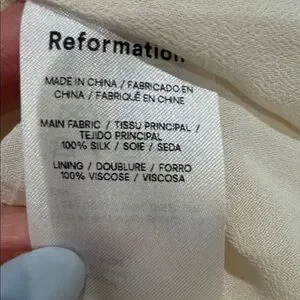 Reformation
MADE IN CHINA / FABRICADO EN
CHINA / FABRIQUÉ EN CHINE
MAIN FABRIC / TISSU PRINCIPAL /
TEJIDO PRINCIPAL
100% SILK / SOIE / SEDA
LINING / DOUBLURE / FORRO
100% VISCOSE / VISCOSA